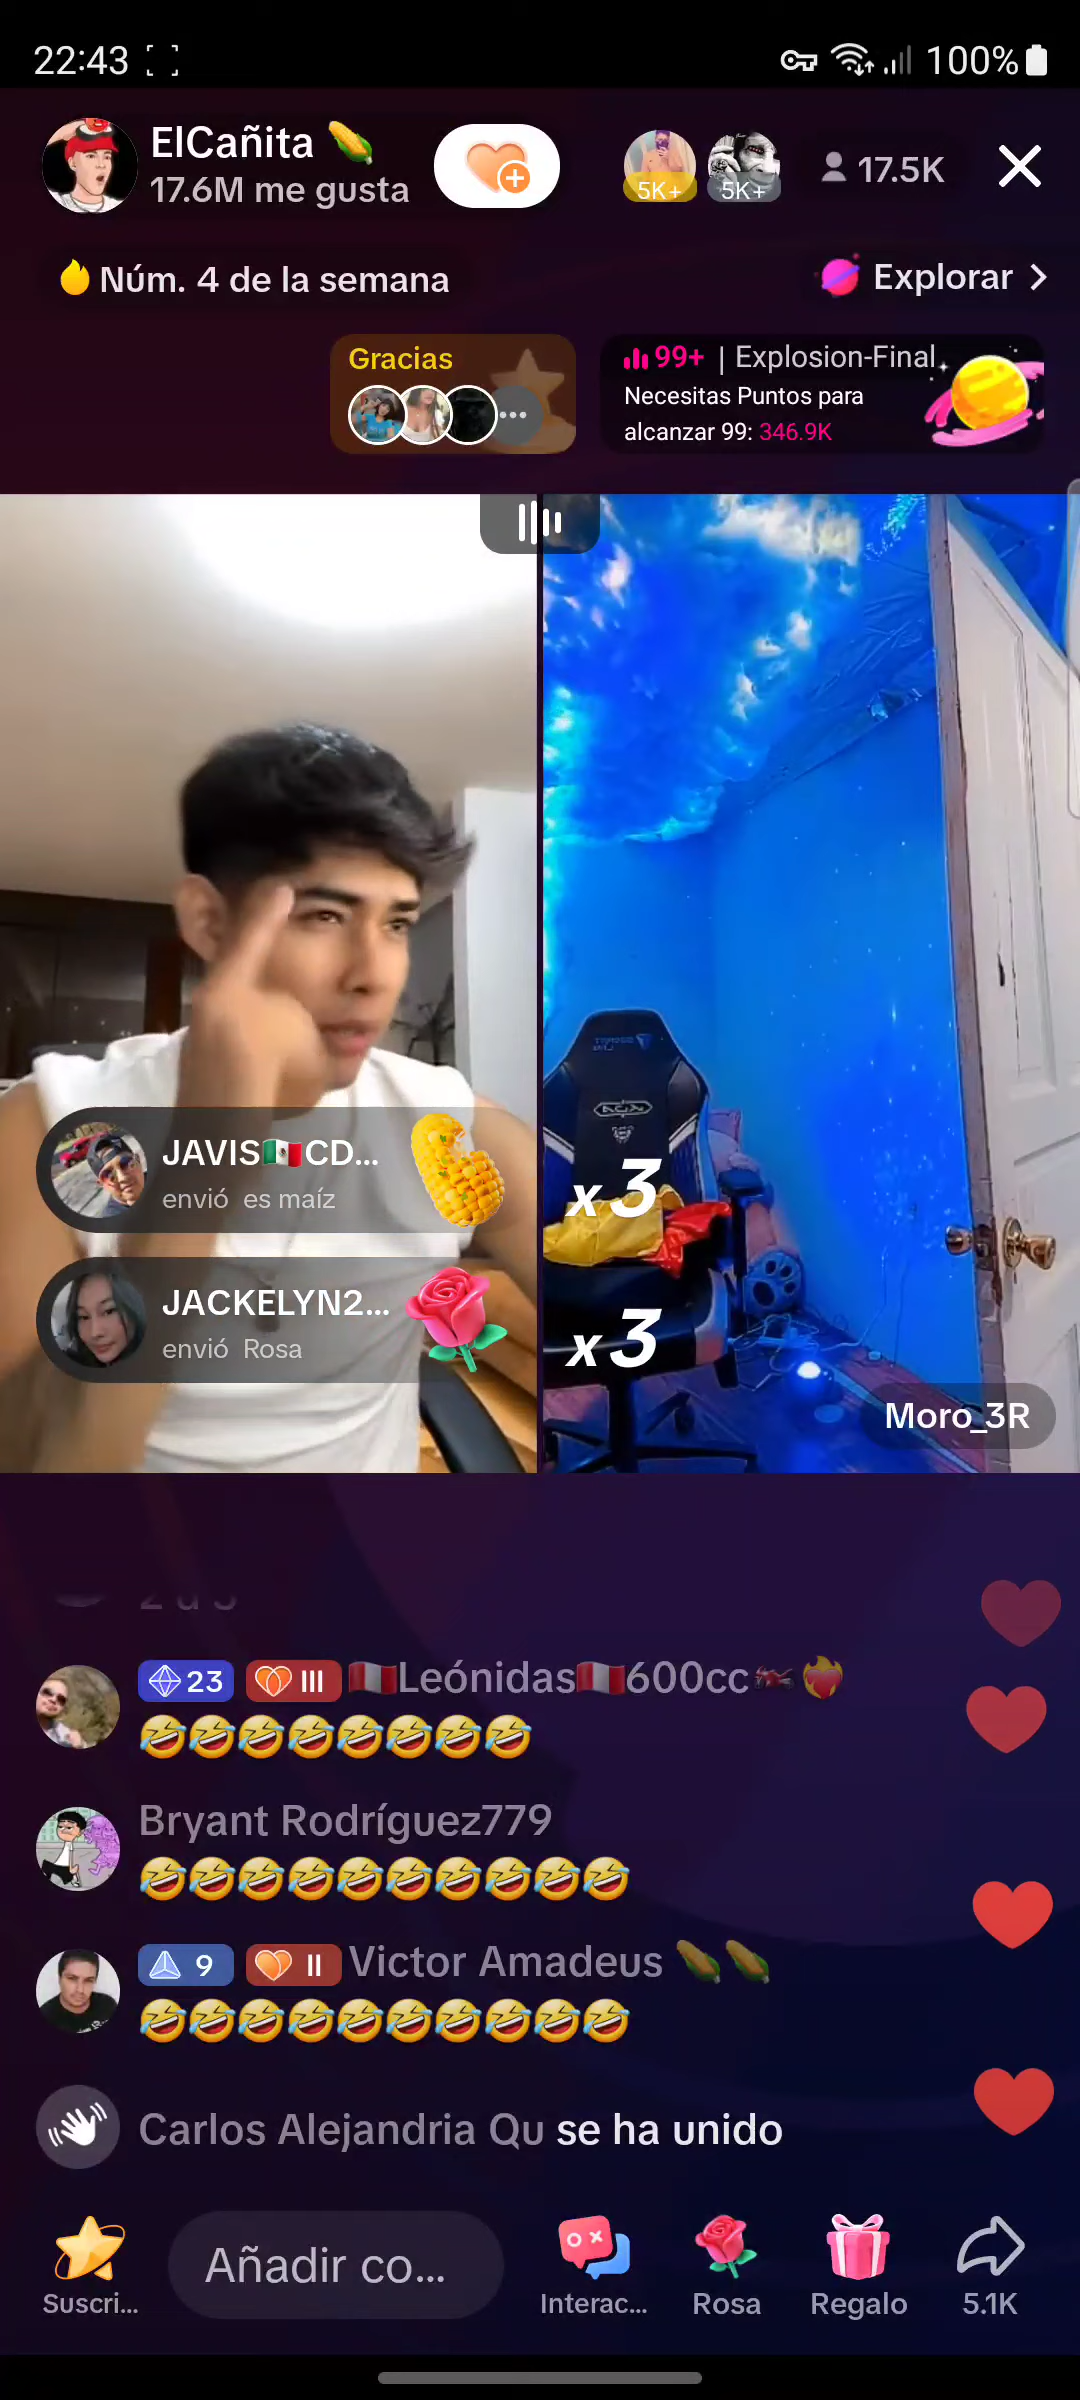 22:43
100%
ElCañita 🌽
17.6M me gusta
5K+
5K+
17.5K
Núm. 4 de la semana
Explorar >
Gracias
99+ | Explosion-Final
Necesitas Puntos para
alcanzar 99: 346.9K
JAVIS🇲🇽CD...
envió es maíz
x3
JACKELYN2...
envió Rosa
x3
Moro_3R
23 III 🇵🇪Leónidas🇵🇪600cc🏍️❤️‍🔥
🤣🤣🤣🤣🤣🤣🤣🤣
Bryant Rodríguez779
🤣🤣🤣🤣🤣🤣🤣🤣🤣🤣
9 II Victor Amadeus 🌽🌽
🤣🤣🤣🤣🤣🤣🤣🤣🤣🤣
Carlos Alejandria Qu se ha unido
Añadir co...
Suscri...
Interac...
Rosa
Regalo
5.1K